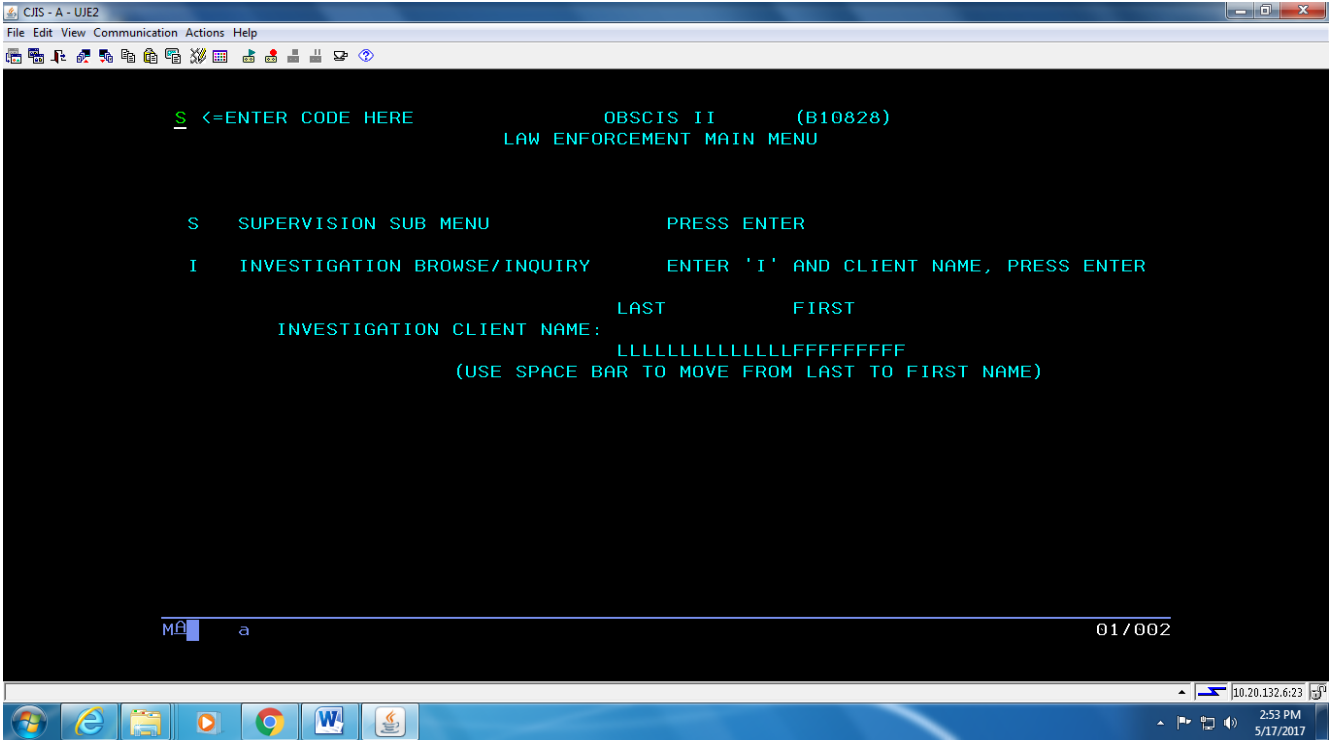 CJIS - A - UJE2
File Edit View Communication Actions Help
S <=ENTER CODE HERE OBSCIS II (B10828)
LAW ENFORCEMENT MAIN MENU
S SUPERVISION SUB MENU PRESS ENTER
I INVESTIGATION BROWSE/INQUIRY ENTER 'I' AND CLIENT NAME, PRESS ENTER
LAST FIRST
INVESTIGATION CLIENT NAME:
LLLLLLLLLLLLLLFFFFFFFFF
(USE SPACE BAR TO MOVE FROM LAST TO FIRST NAME)
MA a 01/002
10.20.132.6:23
2:53 PM
5/17/2017